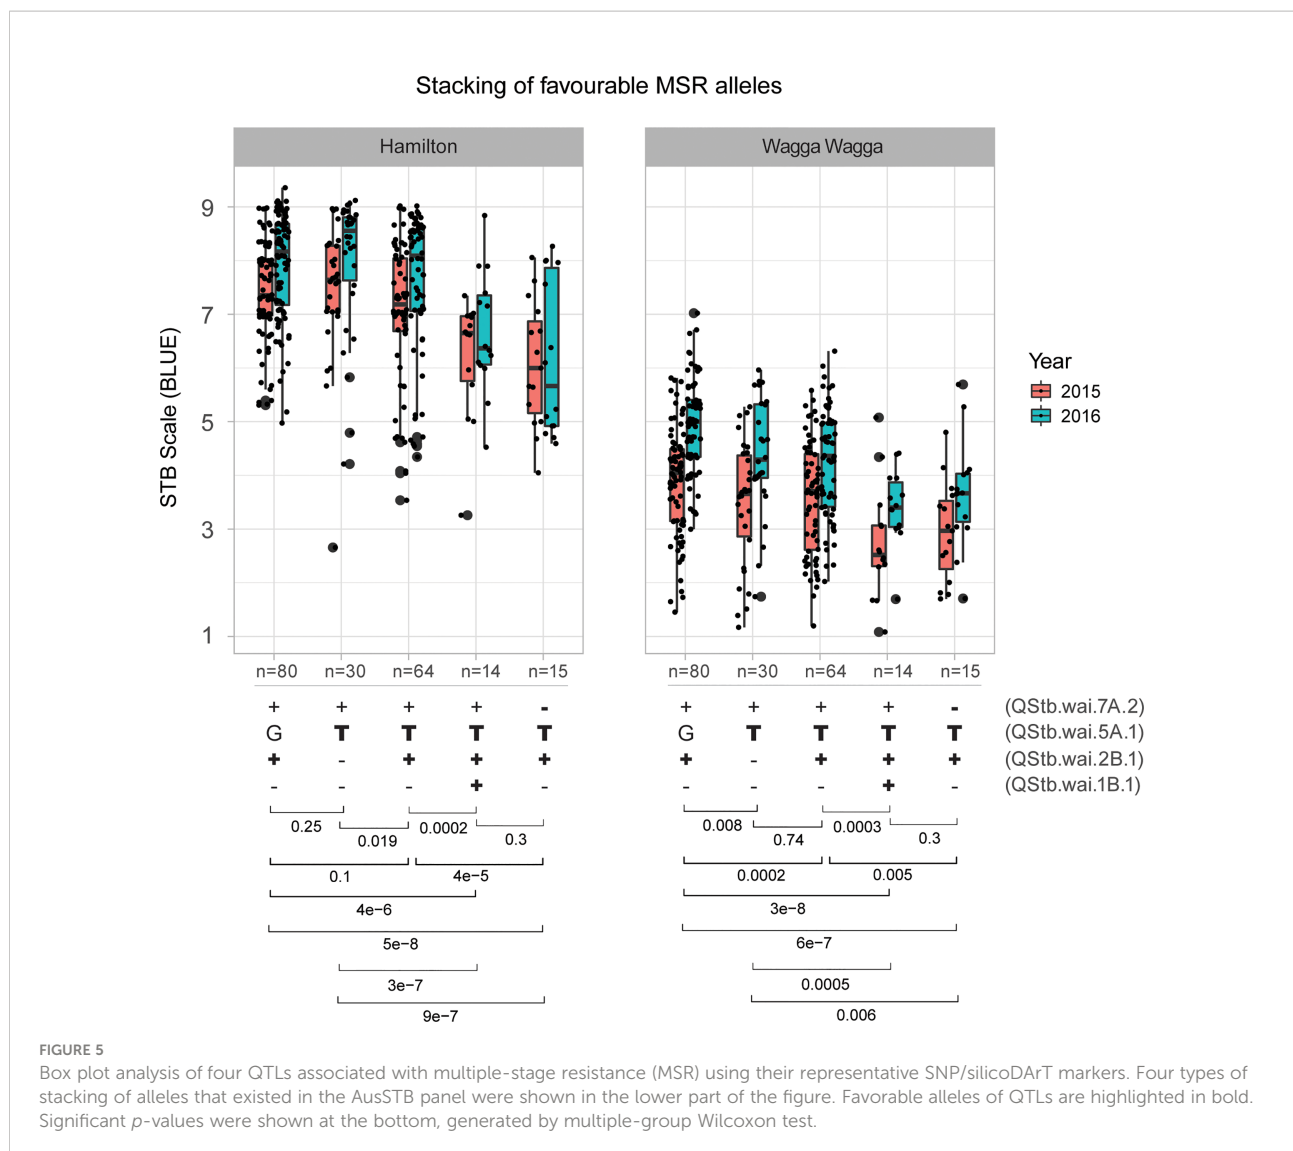 Stacking of favourable MSR alleles
Hamilton
Wagga Wagga
STB Scale (BLUE)
9
7
5
3
1
Year
2015
2016
n=80 n=30 n=64 n=14 n=15
n=80 n=30 n=64 n=14 n=15
+ + + + -
+ + + + - (QStb.wai.7A.2)
G T T T T
G T T T T (QStb.wai.5A.1)
+ - + + +
+ - + + + (QStb.wai.2B.1)
- - - + -
- - - + - (QStb.wai.1B.1)
0.25 0.019 0.0002 0.3
0.008 0.74 0.0003 0.3
0.1 4e−5
0.0002 0.005
4e−6
3e−8
5e−8
6e−7
3e−7
0.0005
9e−7
0.006
FIGURE 5
Box plot analysis of four QTLs associated with multiple-stage resistance (MSR) using their representative SNP/silicoDArT markers. Four types of
stacking of alleles that existed in the AusSTB panel were shown in the lower part of the figure. Favorable alleles of QTLs are highlighted in bold.
Significant p-values were shown at the bottom, generated by multiple-group Wilcoxon test.